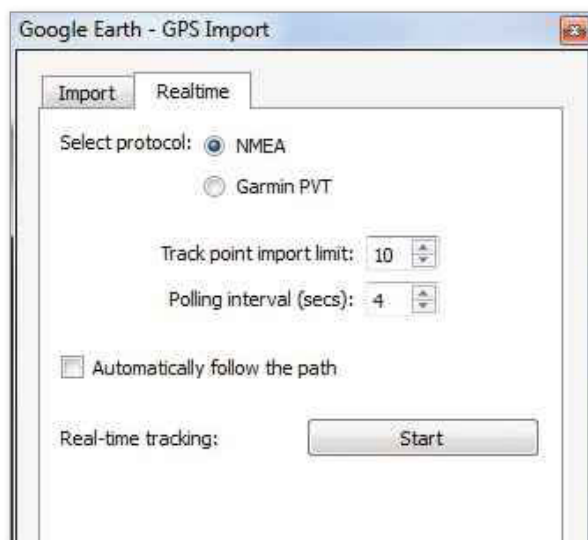 Google Earth - GPS Import
Import Realtime
Select protocol: NMEA
Garmin PVT
Track point import limit: 10
Polling interval (secs): 4
Automatically follow the path
Real-time tracking: Start